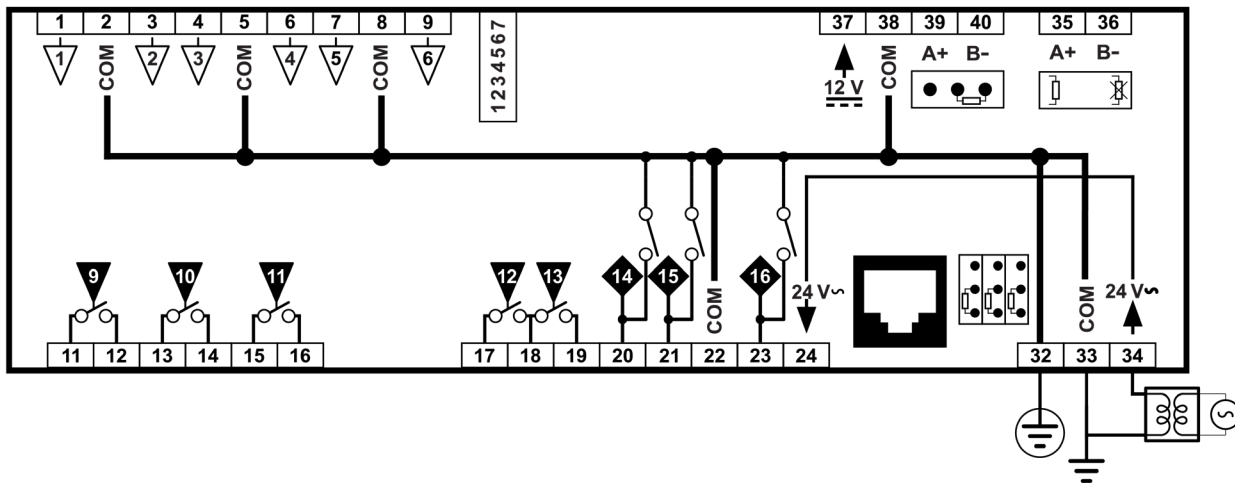 1 2 3 4 5 6 7 8 9
1 COM 2 3 COM 4 5 COM 6
1234567
37 38 39 40
12 V COM A+ B-
35 36
A+ B-
9 10 11
12 13 14 15 COM 16 24 V~
COM 24 V~
11 12 13 14 15 16
17 18 19 20 21 22 23 24
32 33 34